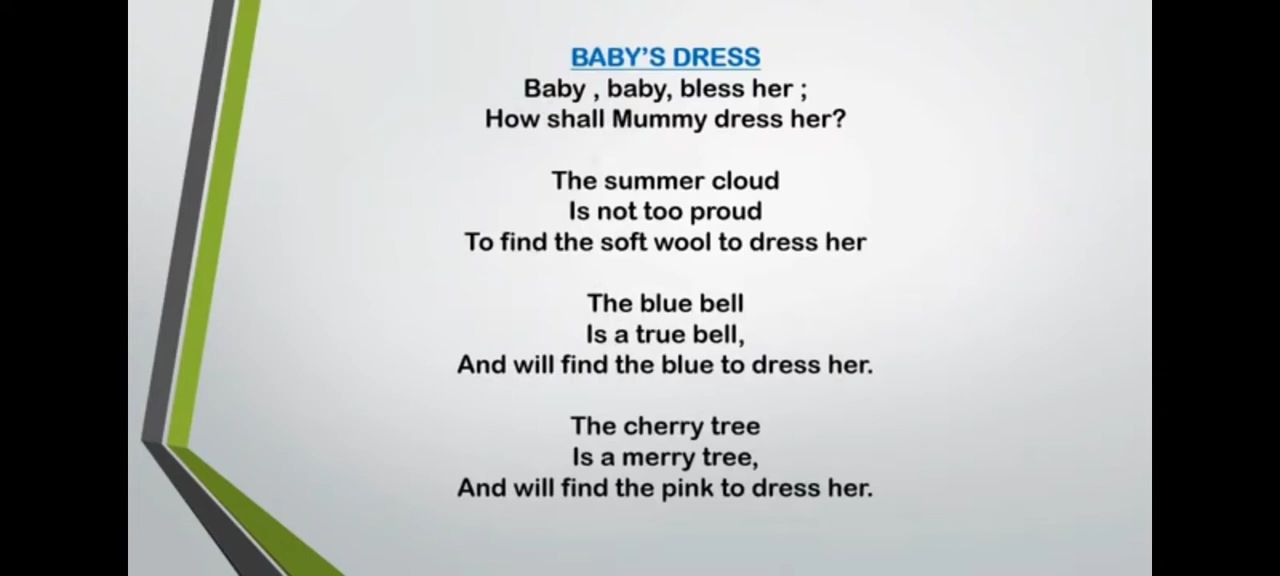 BABY'S DRESS
Baby , baby, bless her ;
How shall Mummy dress her?
The summer cloud
Is not too proud
To find the soft wool to dress her
The blue bell
Is a true bell,
And will find the blue to dress her.
The cherry tree
Is a merry tree,
And will find the pink to dress her.